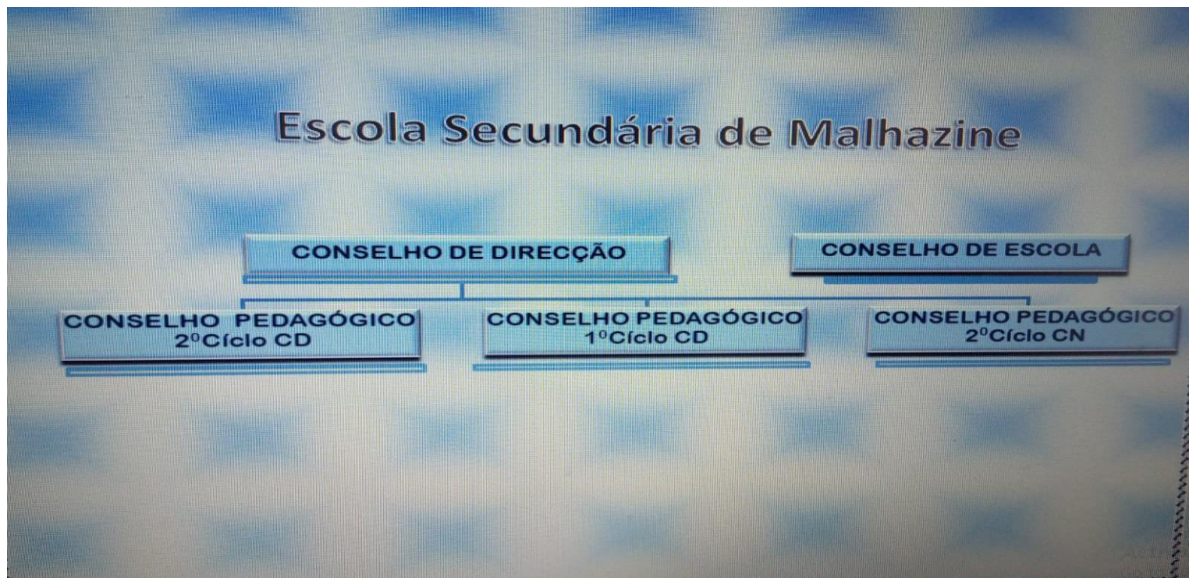 Escola Secundária de Malhazine
CONSELHO DE DIRECÇÃO
CONSELHO DE ESCOLA
CONSELHO PEDAGÓGICO
2ºCíclo CD
CONSELHO PEDAGÓGICO
1ºCíclo CD
CONSELHO PEDAGÓGICO
2ºCíclo CN